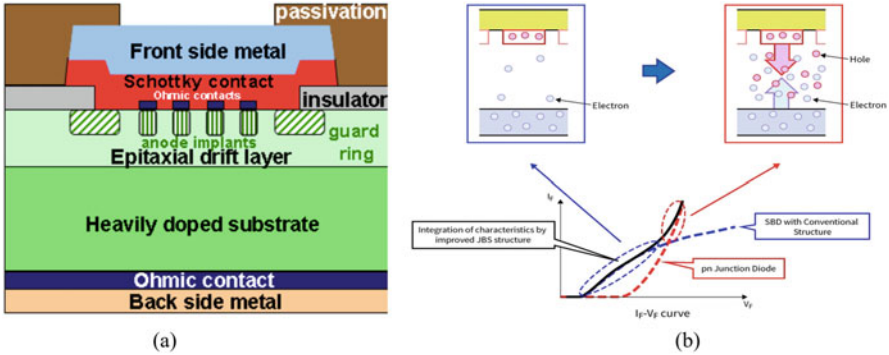 passivation
Front side metal
Schottky contact
Ohmic contacts
insulator
anode implants
guard
ring
Epitaxial drift layer
Heavily doped substrate
Ohmic contact
Back side metal
(a)
Electron
Hole
Electron
IF
Integration of characteristics by
improved JBS structure
SBD with Conventional
Structure
pn Junction Diode
VF
IF-VF curve
(b)